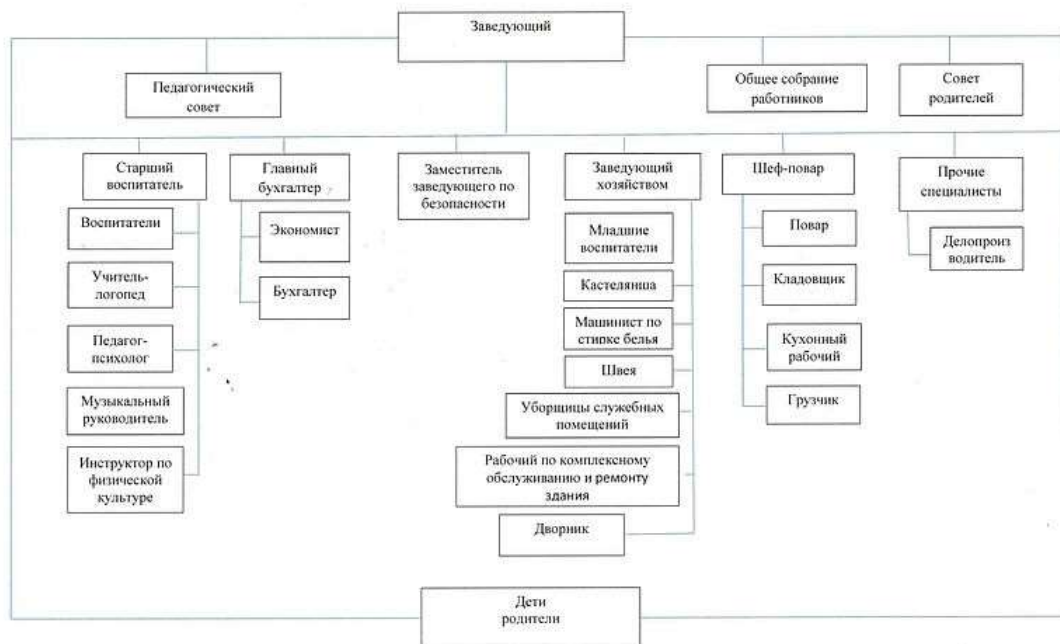 Заведующий
Педагогический
совет
Общее собрание
работников
Совет
родителей
Старший
воспитатель
Главный
бухгалтер
Заместитель
заведующего по
безопасности
Заведующий
хозяйством
Шеф-повар
Прочие
специалисты
Воспитатели
Учитель-
логопед
Педагог-
психолог
Музыкальный
руководитель
Инструктор по
физической
культуре
Экономист
Бухгалтер
Младшие
воспитатели
Кастелянша
Машинист по
стирке белья
Швея
Уборщицы служебных
помещений
Рабочий по комплексному
обслуживанию и ремонту
здания
Дворник
Повар
Кладовщик
Кухонный
рабочий
Грузчик
Делопроиз
водитель
Дети
родители